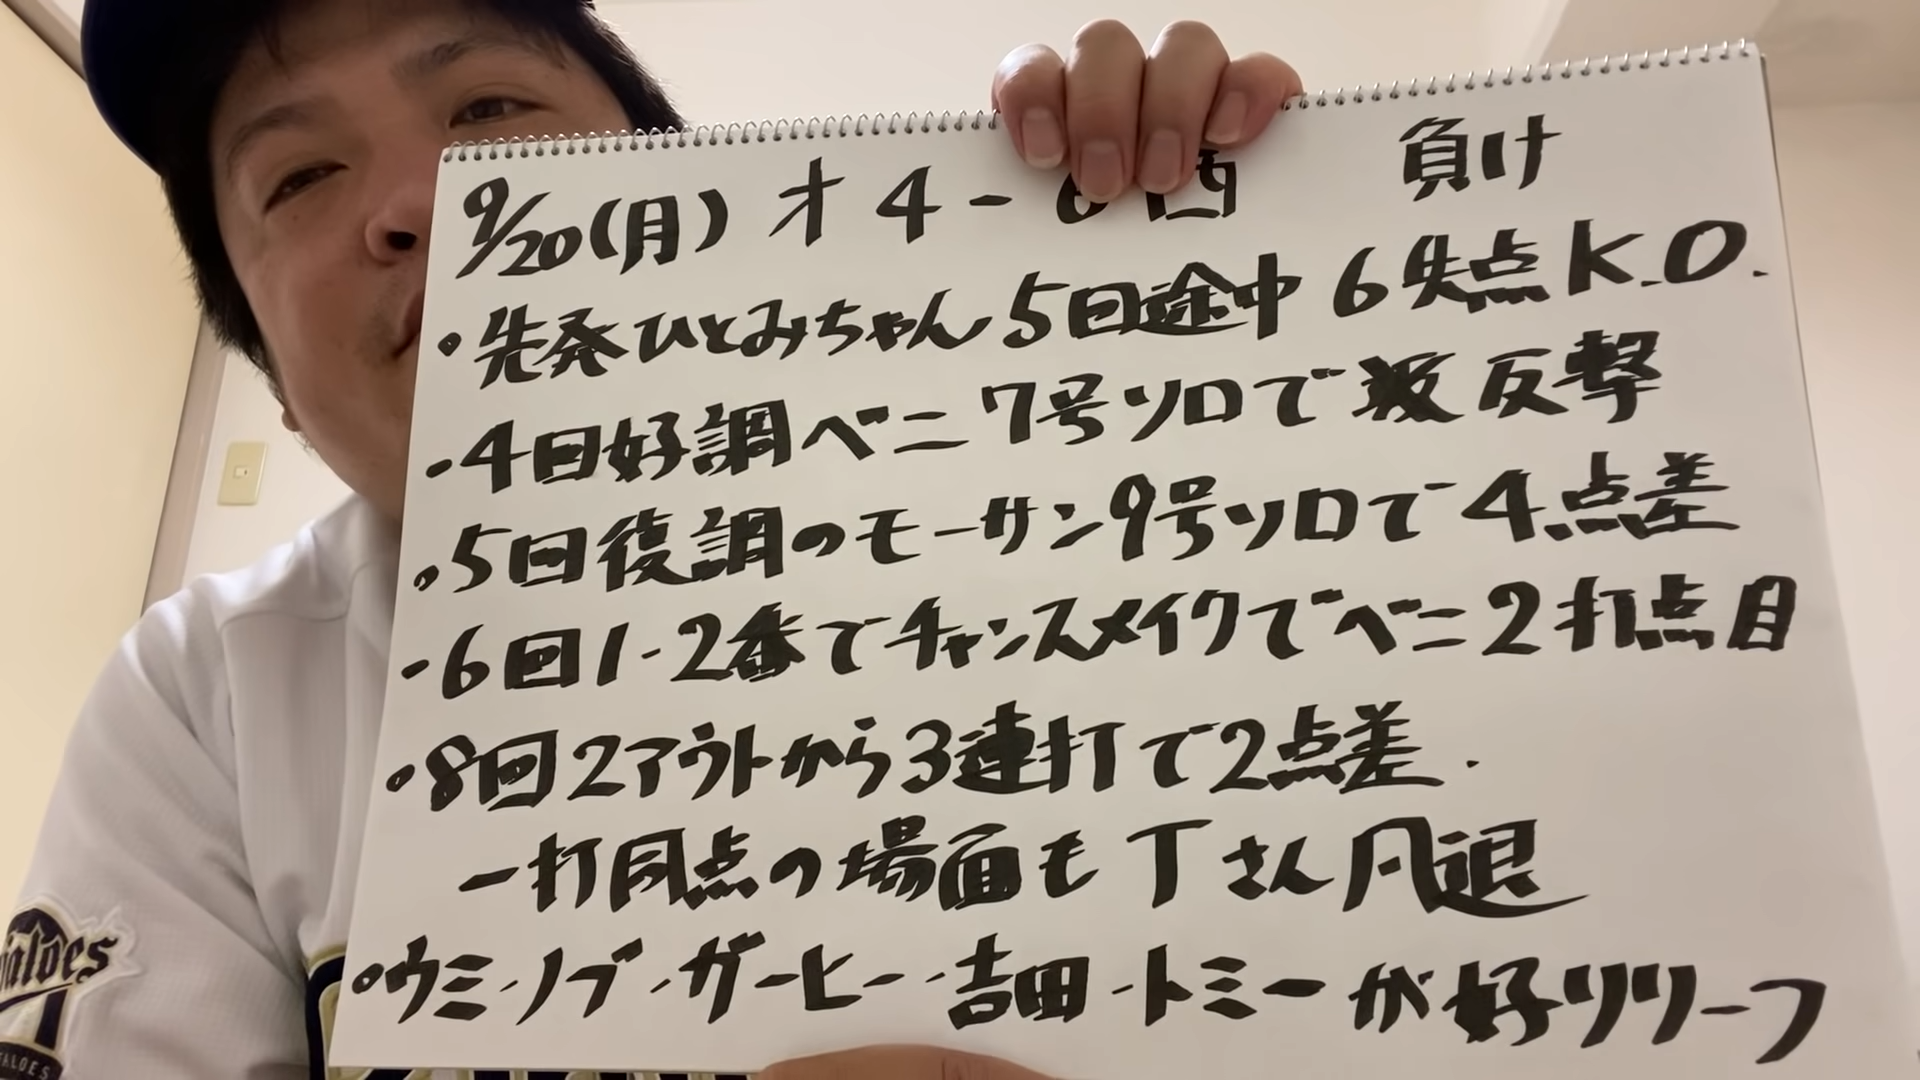 9/20(月) オ 4 - 6 西 負け
・先発ひとみちゃん5回途中6失点K.O.
・4回好調ベニ7号ソロで反撃
・5回復調のモーサン9号ソロで4点差
・6回1・2番でチャンスメイクでベニ2打点目
・8回2アウトから3連打で2点差.
一打同点の場面もTさん凡退
・ウミ・ノブ・ガーヒー・吉田・トミーが好リリーフ